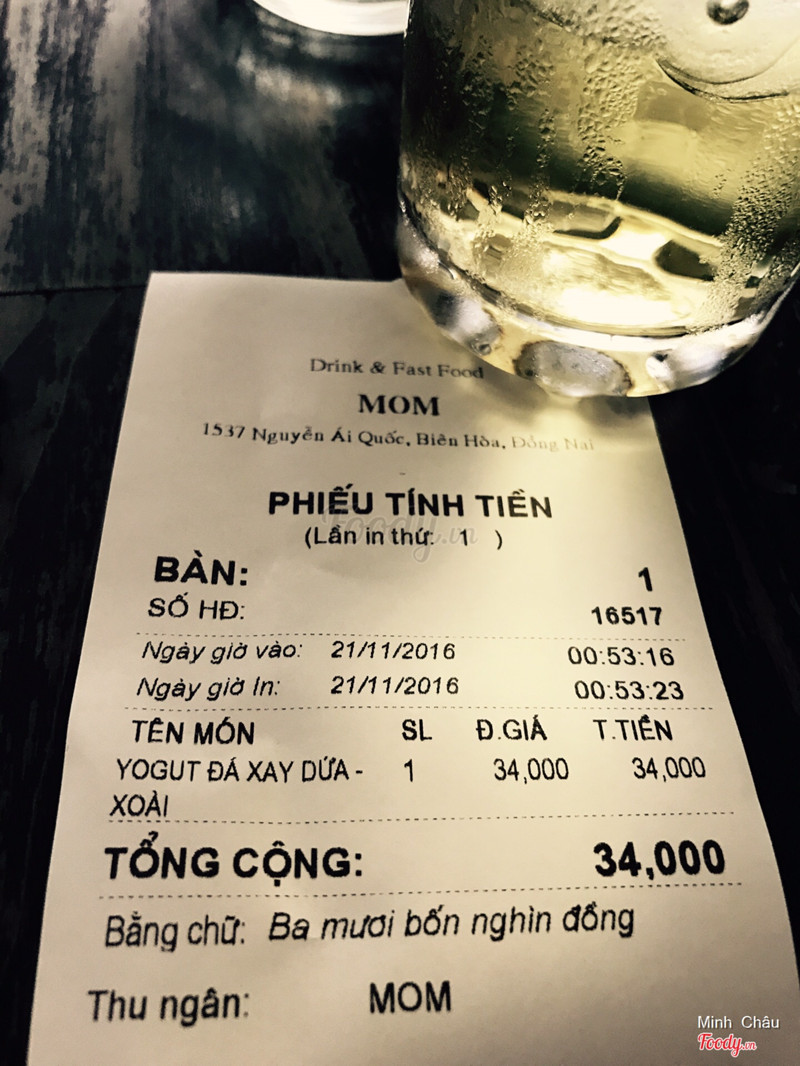 Drink & Fast Food
MOM
1537 Nguyễn Ái Quốc, Biên Hòa, Đồng Nai
PHIẾU TÍNH TIỀN
(Lần in thứ: 1 )
BÀN: 1
SỐ HĐ: 16517
Ngày giờ vào: 21/11/2016 00:53:16
Ngày giờ In: 21/11/2016 00:53:23
TÊN MÓN SL Đ.GIÁ T.TIỀN
YOGUT ĐÁ XAY DỨA - 1 34,000 34,000
XOÀI
TỔNG CỘNG: 34,000
Bằng chữ: Ba mươi bốn nghìn đồng
Thu ngân: MOM
Minh Châu
Foody.vn
Foody.vn